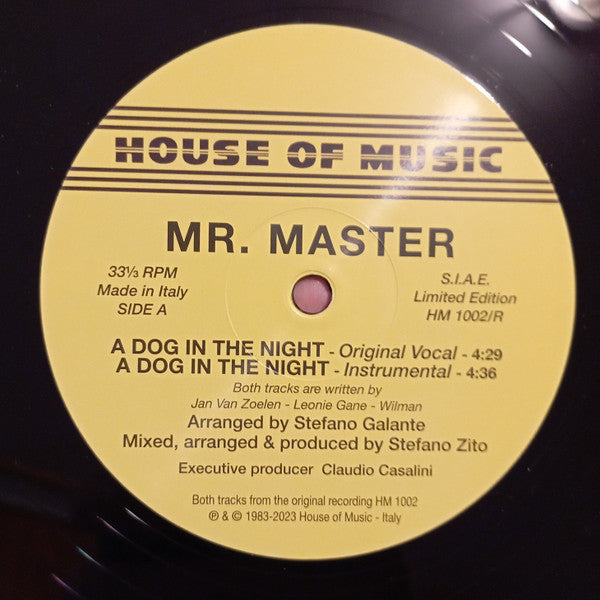 HOUSE OF MUSIC
MR. MASTER
33⅓ RPM
Made in Italy
SIDE A
S.I.A.E.
Limited Edition
HM 1002/R
A DOG IN THE NIGHT - Original Vocal - 4:29
A DOG IN THE NIGHT - Instrumental - 4:36
Both tracks are written by
Jan Van Zoelen - Leonie Gane - Wilman
Arranged by Stefano Galante
Mixed, arranged & produced by Stefano Zito
Executive producer Claudio Casalini
Both tracks from the original recording HM 1002
℗ & © 1983-2023 House of Music - Italy